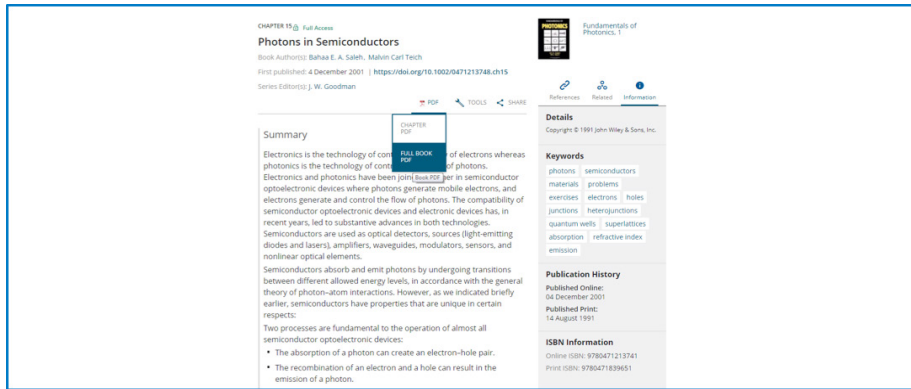 CHAPTER 15 Full Access
Photons in Semiconductors
Book Author(s): Bahaa E. A. Saleh, Malvin Carl Teich
First published: 4 December 2001 | https://doi.org/10.1002/0471213748.ch15
Series Editor(s): J. W. Goodman
PDF TOOLS SHARE
CHAPTER
PDF
FULL BOOK
PDF
Book PDF
Summary
Electronics is the technology of cont of electrons whereas
photonics is the technology of contr of photons.
Electronics and photonics have been join er in semiconductor
optoelectronic devices where photons generate mobile electrons, and
electrons generate and control the flow of photons. The compatibility of
semiconductor optoelectronic devices and electronic devices has, in
recent years, led to substantive advances in both technologies.
Semiconductors are used as optical detectors, sources (light-emitting
diodes and lasers), amplifiers, waveguides, modulators, sensors, and
nonlinear optical elements.
Semiconductors absorb and emit photons by undergoing transitions
between different allowed energy levels, in accordance with the general
theory of photon–atom interactions. However, as we indicated briefly
earlier, semiconductors have properties that are unique in certain
respects:
Two processes are fundamental to the operation of almost all
semiconductor optoelectronic devices:
• The absorption of a photon can create an electron–hole pair.
• The recombination of an electron and a hole can result in the
emission of a photon.
PHOTONICS
Fundamentals of
Photonics, 1
References Related Information
Details
Copyright © 1991 John Wiley & Sons, Inc.
Keywords
photons semiconductors
materials problems
exercises electrons holes
junctions heterojunctions
quantum wells superlattices
absorption refractive index
emission
Publication History
Published Online:
04 December 2001
Published Print:
14 August 1991
ISBN Information
Online ISBN: 9780471213741
Print ISBN: 9780471839651